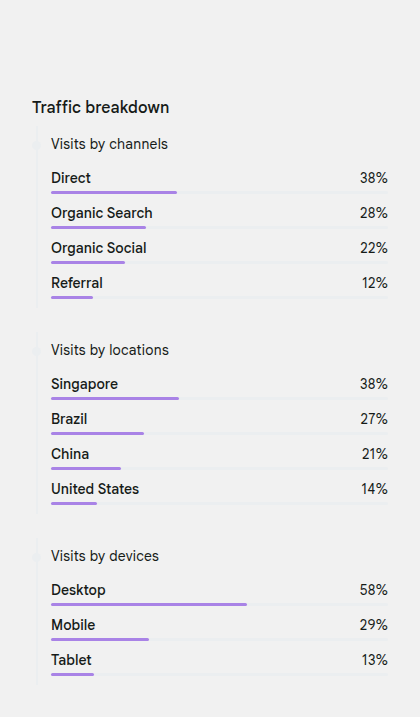 Traffic breakdown
Visits by channels
Direct 38%
Organic Search 28%
Organic Social 22%
Referral 12%
Visits by locations
Singapore 38%
Brazil 27%
China 21%
United States 14%
Visits by devices
Desktop 58%
Mobile 29%
Tablet 13%